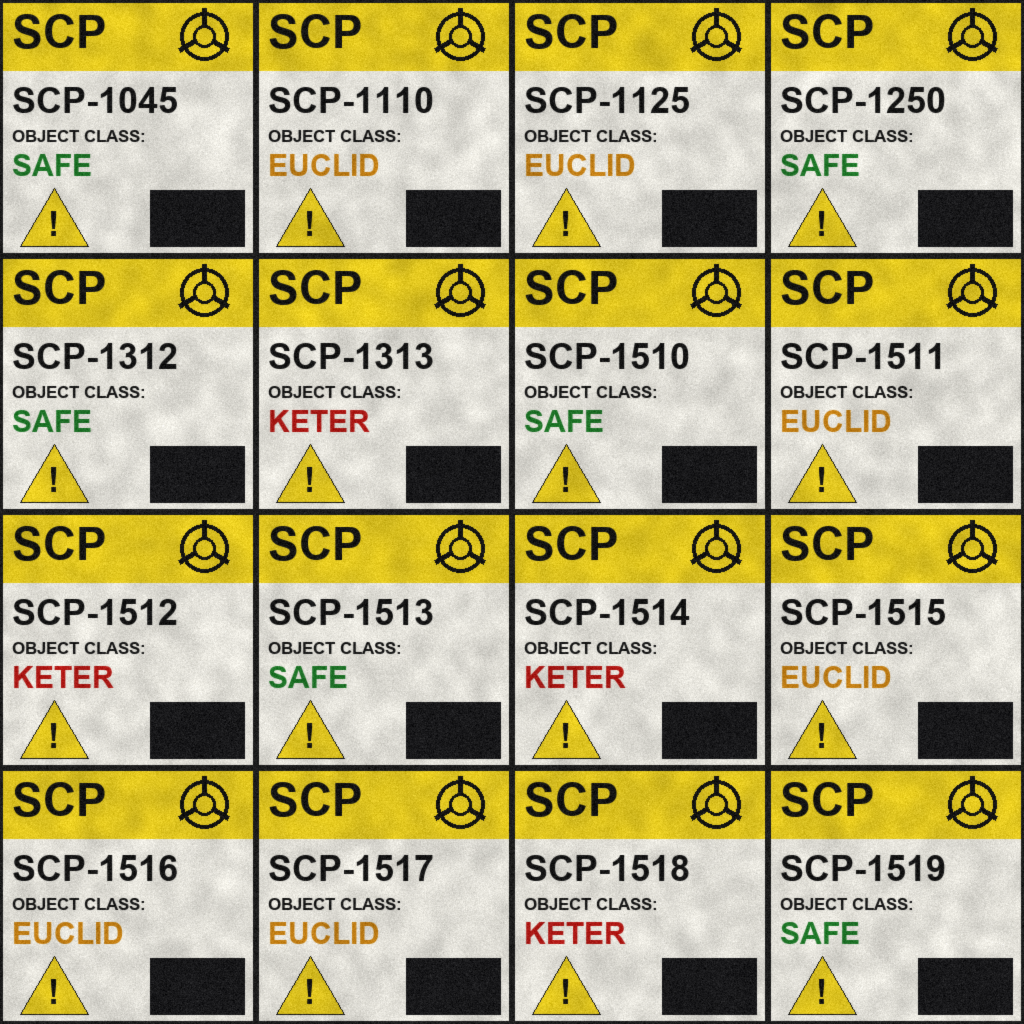 SCP
SCP-1045
OBJECT CLASS:
SAFE
!
SCP
SCP-1110
OBJECT CLASS:
EUCLID
!
SCP
SCP-1125
OBJECT CLASS:
EUCLID
!
SCP
SCP-1250
OBJECT CLASS:
SAFE
!
SCP
SCP-1312
OBJECT CLASS:
SAFE
!
SCP
SCP-1313
OBJECT CLASS:
KETER
!
SCP
SCP-1510
OBJECT CLASS:
SAFE
!
SCP
SCP-1511
OBJECT CLASS:
EUCLID
!
SCP
SCP-1512
OBJECT CLASS:
KETER
!
SCP
SCP-1513
OBJECT CLASS:
SAFE
!
SCP
SCP-1514
OBJECT CLASS:
KETER
!
SCP
SCP-1515
OBJECT CLASS:
EUCLID
!
SCP
SCP-1516
OBJECT CLASS:
EUCLID
!
SCP
SCP-1517
OBJECT CLASS:
EUCLID
!
SCP
SCP-1518
OBJECT CLASS:
KETER
!
SCP
SCP-1519
OBJECT CLASS:
SAFE
!